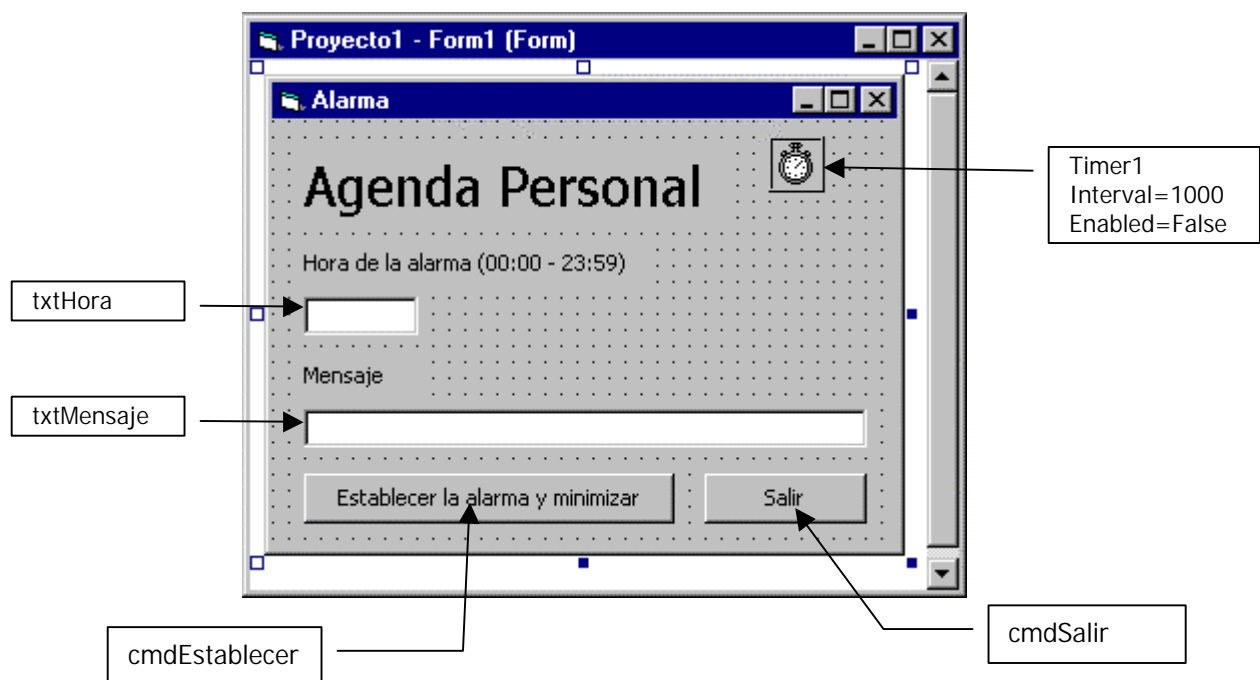 Proyecto1 - Form1 (Form)
Alarma
Agenda Personal
Timer1
Interval=1000
Enabled=False
Hora de la alarma (00:00 - 23:59)
txtHora
Mensaje
txtMensaje
Establecer la alarma y minimizar
Salir
cmdEstablecer
cmdSalir